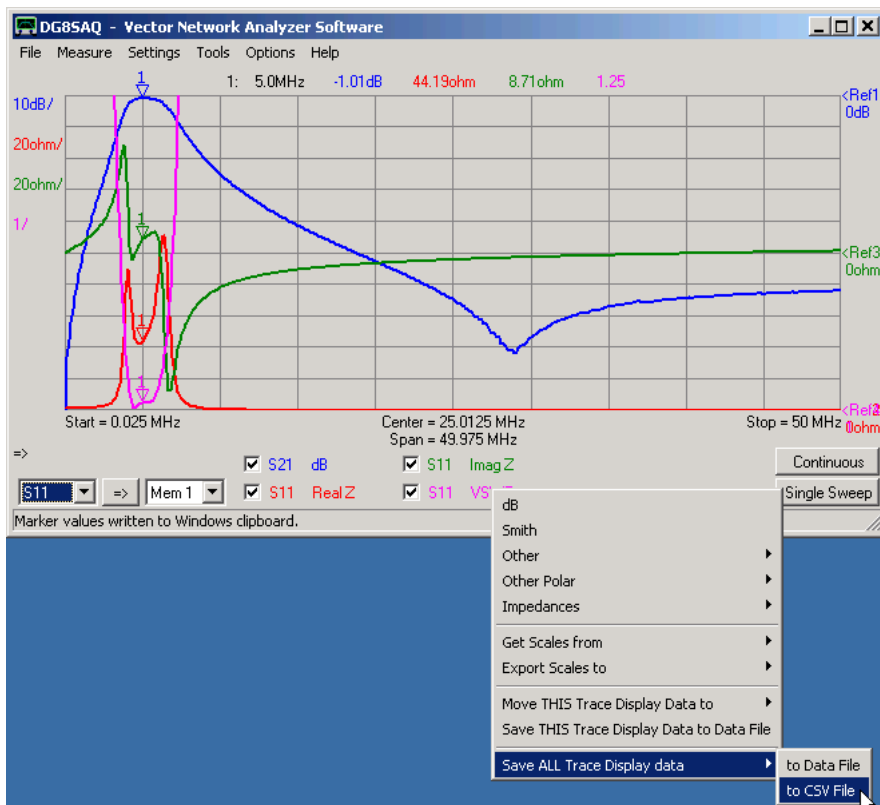 DG8SAQ - Vector Network Analyzer Software
File Measure Settings Tools Options Help
1: 5.0MHz -1.01dB 44.19ohm 8.71ohm 1.25
1
10dB/
<Ref1
0dB
20ohm/
20ohm/
1/
1
<Ref3
0ohm
1
1
0ohm
Start = 0.025 MHz Center = 25.0125 MHz Stop = 50 MHz
Span = 49.975 MHz
=>
S21 dB S11 Imag Z Continuous
S11 => Mem 1 S11 Real Z S11 Single Sweep
Marker values written to Windows clipboard.
dB
Smith
Other
Other Polar
Impedances
Get Scales from
Export Scales to
Move THIS Trace Display Data to
Save THIS Trace Display Data to Data File
Save ALL Trace Display data
to Data File
to CSV File